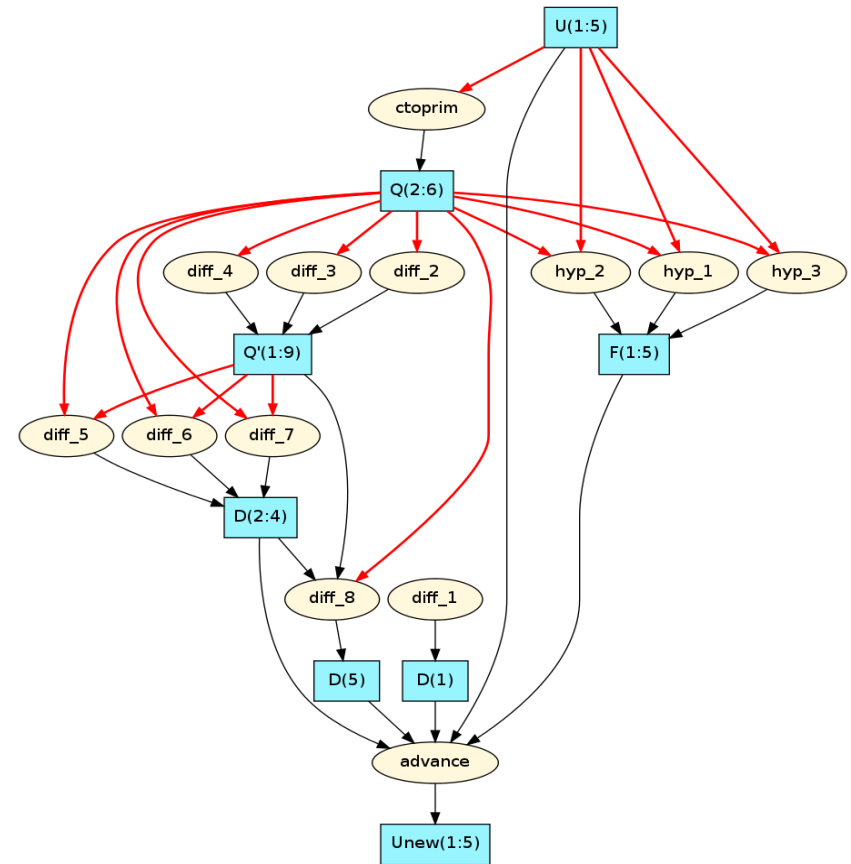 U(1:5)
ctoprim
Q(2:6)
diff_4
diff_3
diff_2
hyp_2
hyp_1
hyp_3
Q'(1:9)
F(1:5)
diff_5
diff_6
diff_7
D(2:4)
diff_8
diff_1
D(5)
D(1)
advance
Unew(1:5)